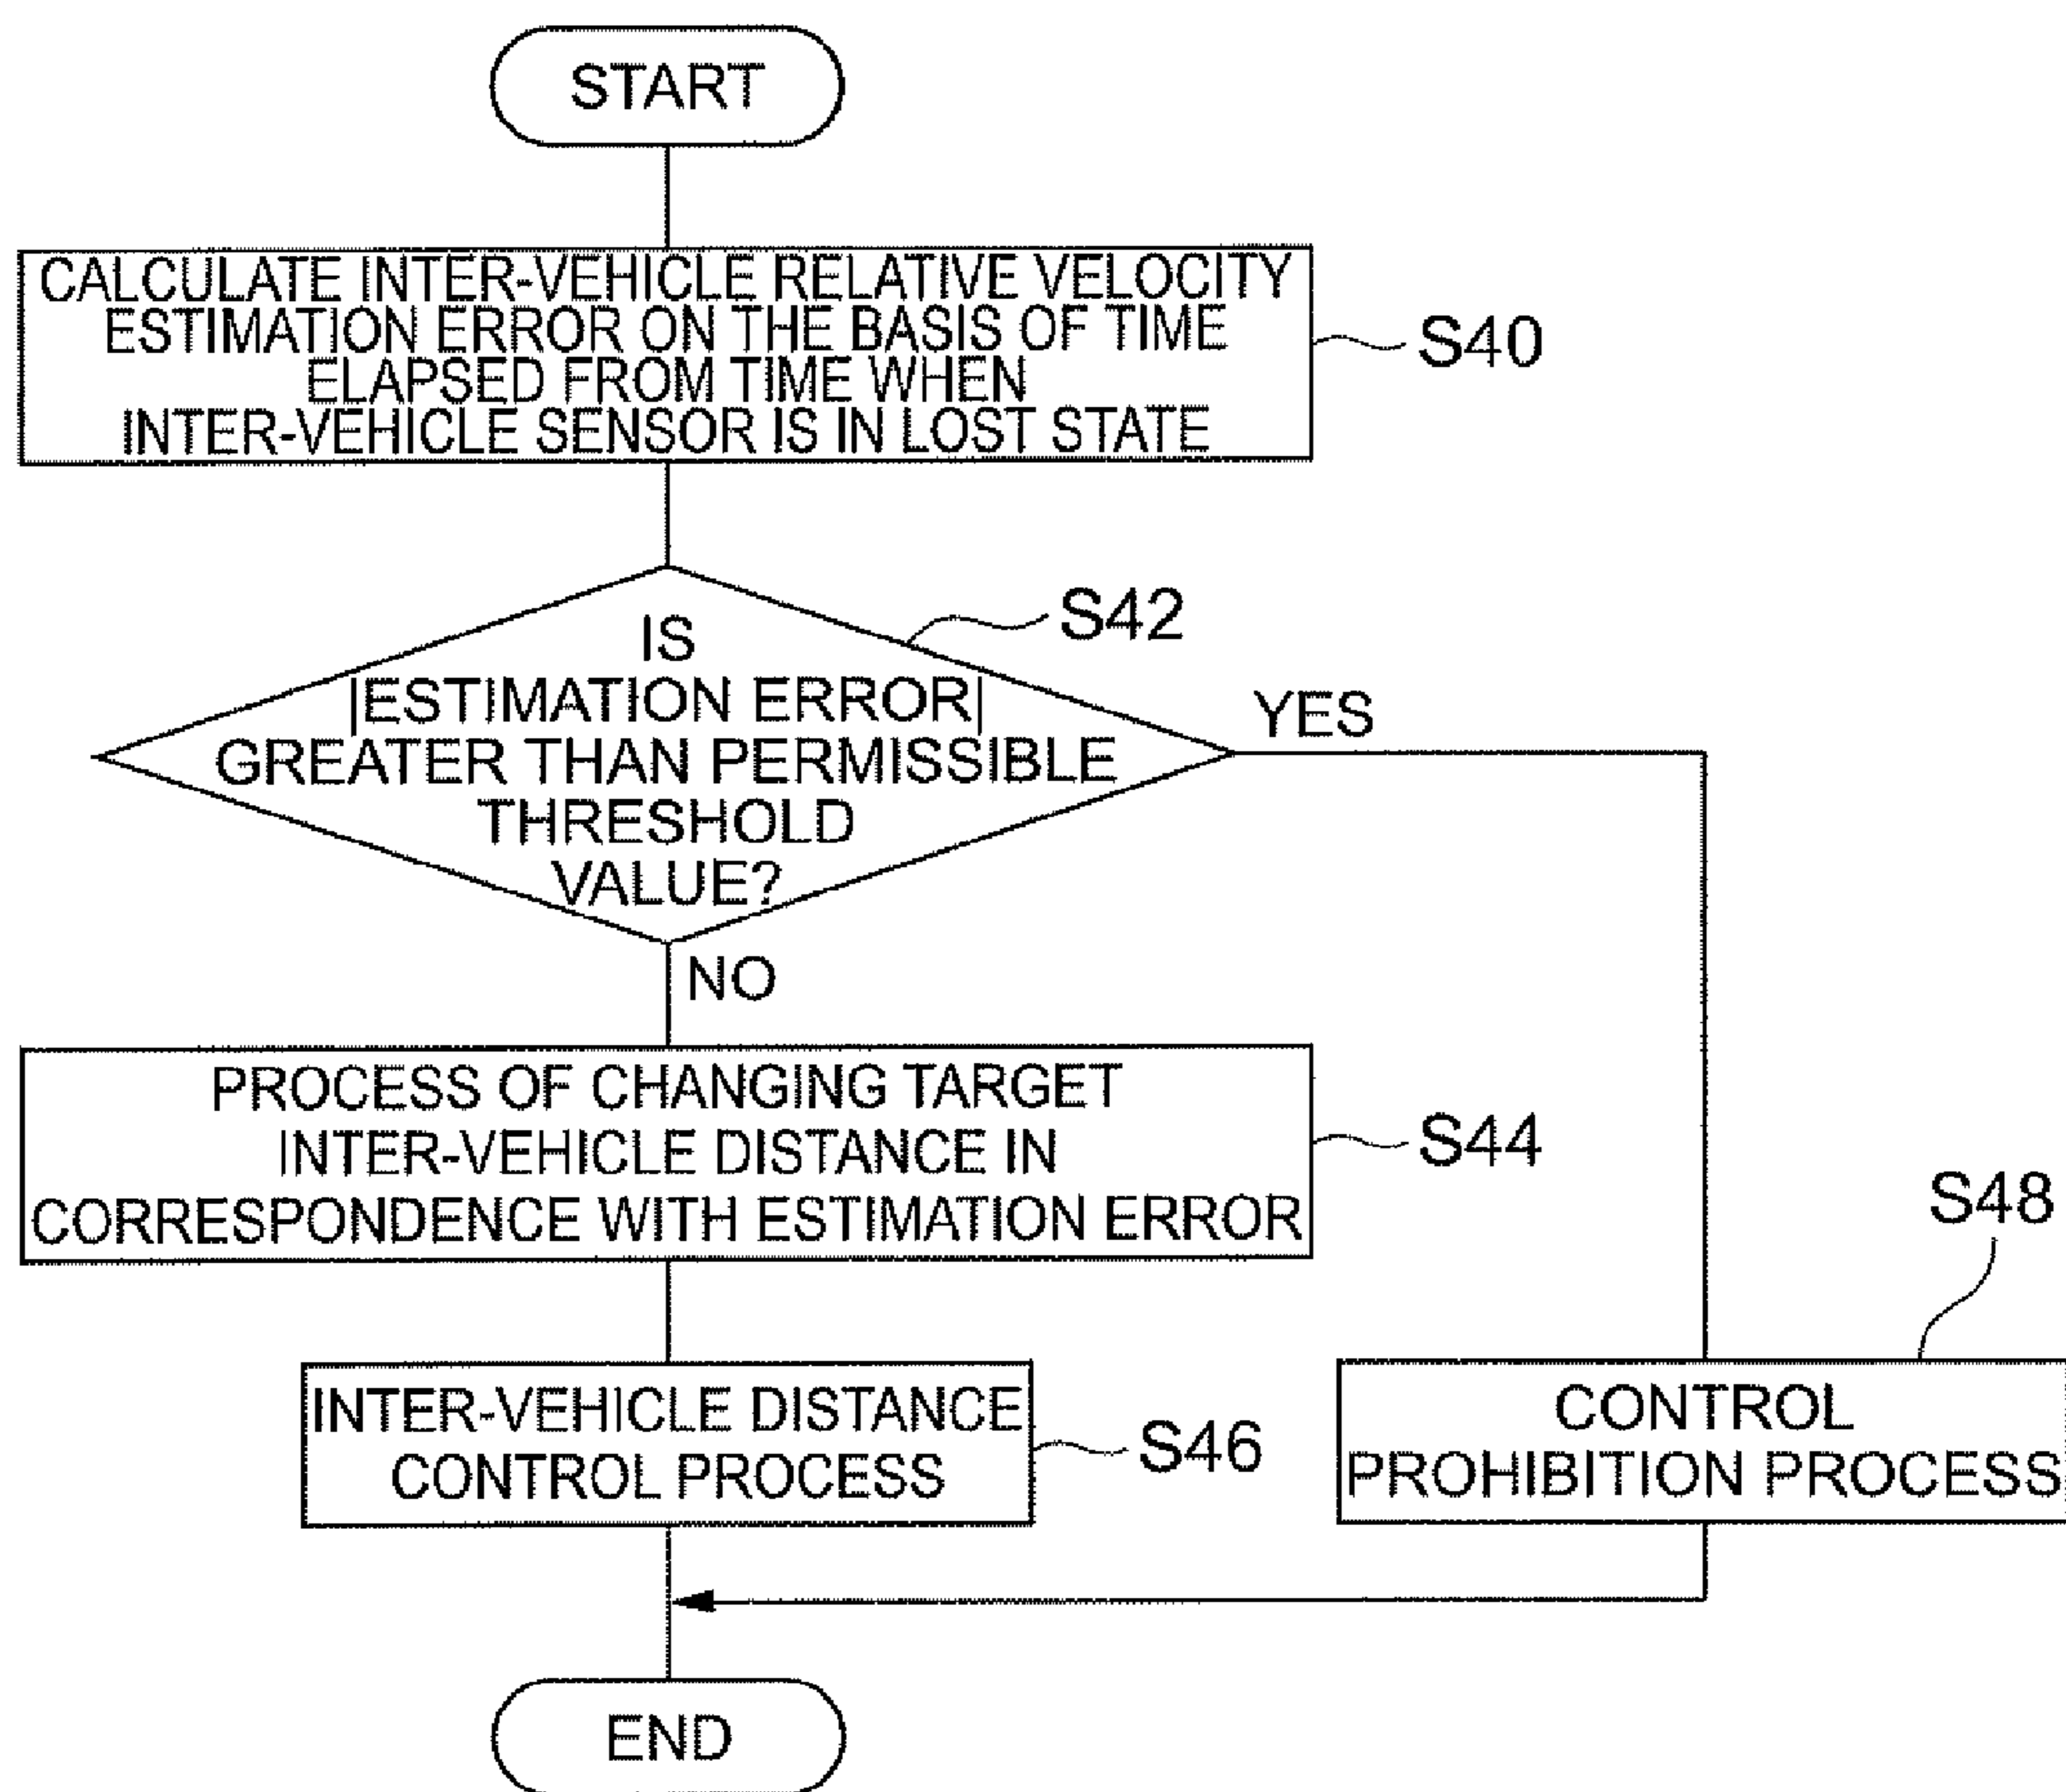 START
CALCULATE INTER-VEHICLE RELATIVE VELOCITY
ESTIMATION ERROR ON THE BASIS OF TIME
ELAPSED FROM TIME WHEN
INTER-VEHICLE SENSOR IS IN LOST STATE
S40
IS
|ESTIMATION ERROR|
GREATER THAN PERMISSIBLE
THRESHOLD
VALUE?
S42
YES
NO
PROCESS OF CHANGING TARGET
INTER-VEHICLE DISTANCE IN
CORRESPONDENCE WITH ESTIMATION ERROR
S44
INTER-VEHICLE DISTANCE
CONTROL PROCESS
S46
CONTROL
PROHIBITION PROCESS
S48
END